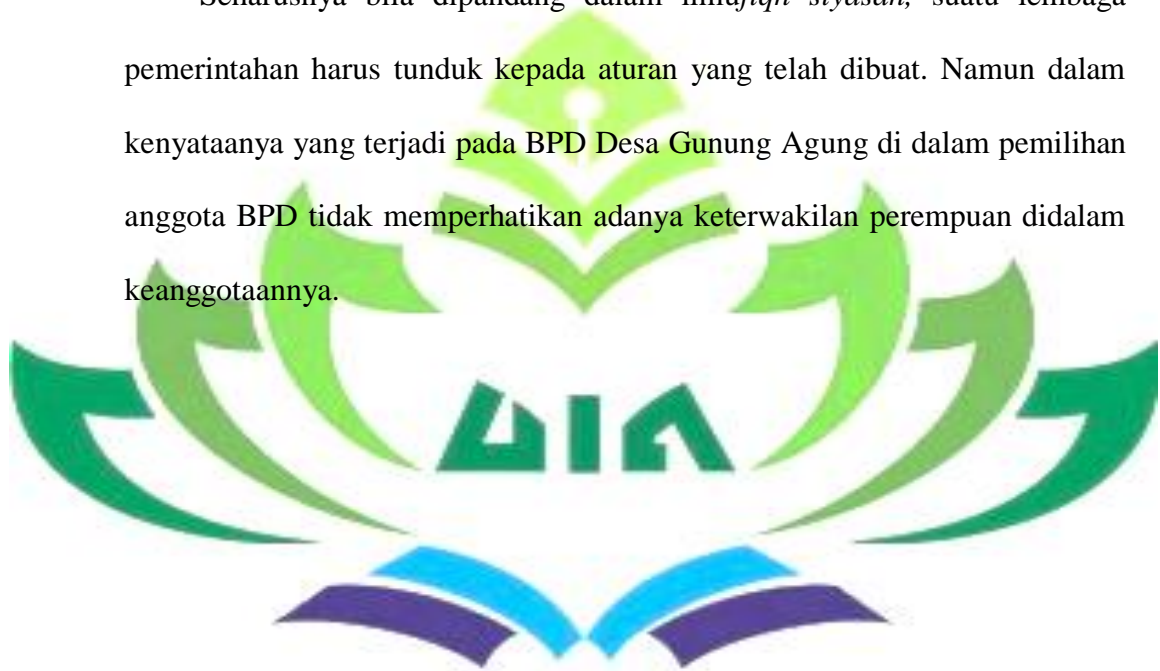 Seharusnya bila dipandang dalam ilmu fiqh siyasah, suatu lembaga
pemerintahan harus tunduk kepada aturan yang telah dibuat. Namun dalam
kenyataanya yang terjadi pada BPD Desa Gunung Agung di dalam pemilihan
anggota BPD tidak memperhatikan adanya keterwakilan perempuan didalam
keanggotaannya.
UIN